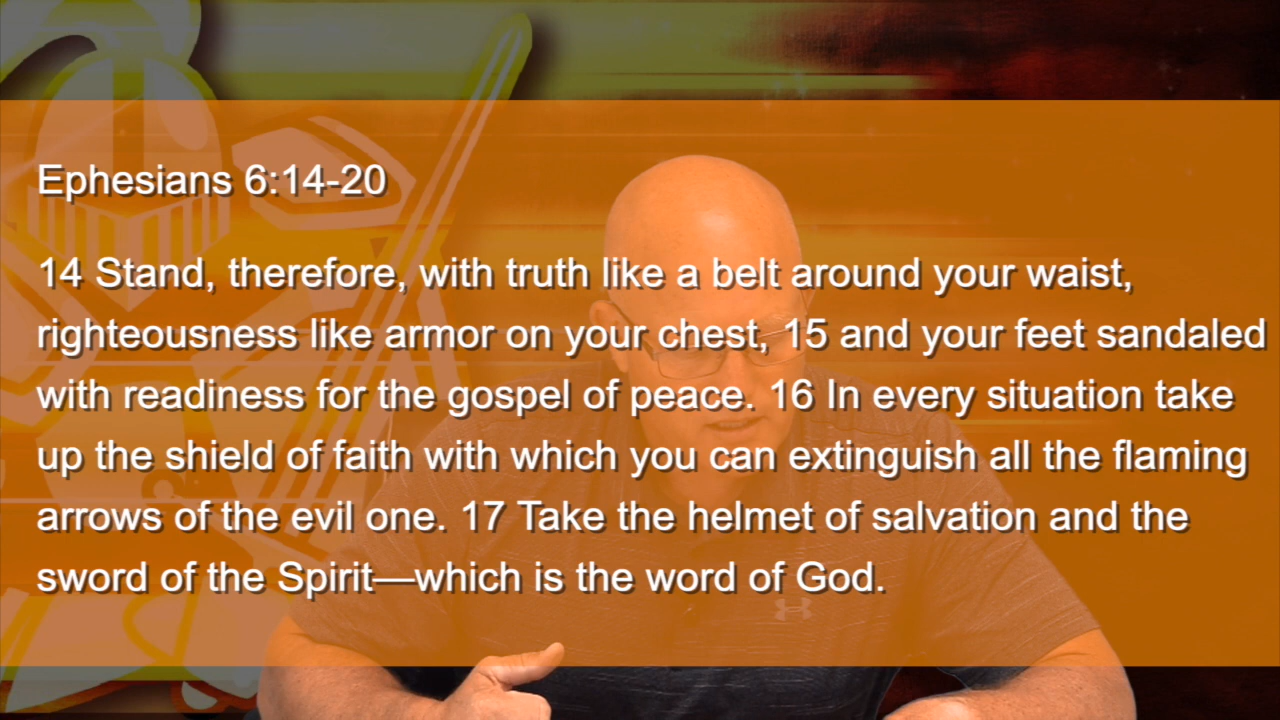 Ephesians 6:14-20
14 Stand, therefore, with truth like a belt around your waist,
righteousness like armor on your chest, 15 and your feet sandaled
with readiness for the gospel of peace. 16 In every situation take
up the shield of faith with which you can extinguish all the flaming
arrows of the evil one. 17 Take the helmet of salvation and the
sword of the Spirit—which is the word of God.